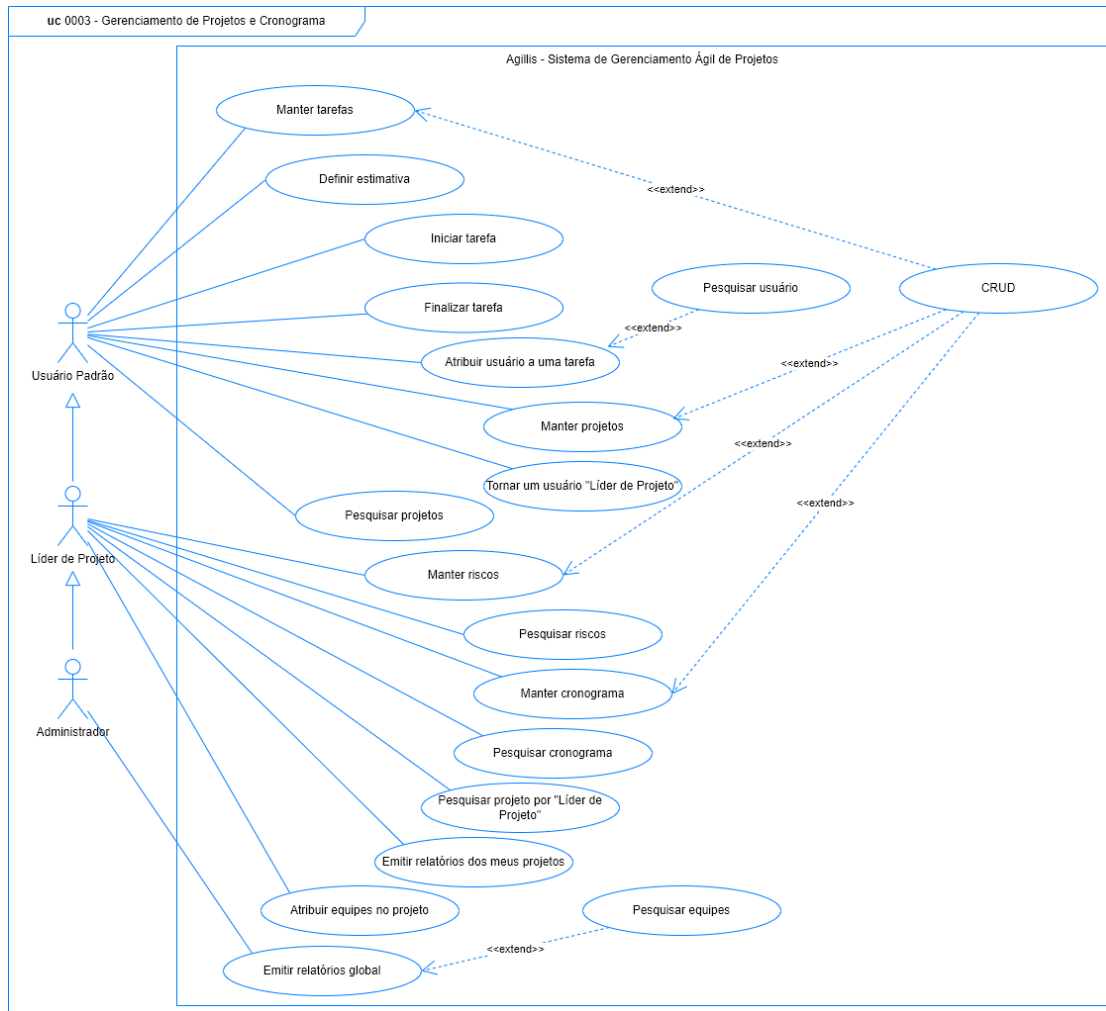 uc 0003 - Gerenciamento de Projetos e Cronograma
Agillis - Sistema de Gerenciamento Ágil de Projetos
Manter tarefas
Definir estimativa
<<extend>>
Iniciar tarefa
Pesquisar usuário
CRUD
Finalizar tarefa
<<extend>>
Atribuir usuário a uma tarefa
<<extend>>
Usuário Padrão
Manter projetos
<<extend>>
Tornar um usuário "Líder de Projeto"
<<extend>>
Pesquisar projetos
Líder de Projeto
Manter riscos
Pesquisar riscos
Manter cronograma
Administrador
Pesquisar cronograma
Pesquisar projeto por "Líder de
Projeto"
Emitir relatórios dos meus projetos
Atribuir equipes no projeto
Pesquisar equipes
<<extend>>
Emitir relatórios global